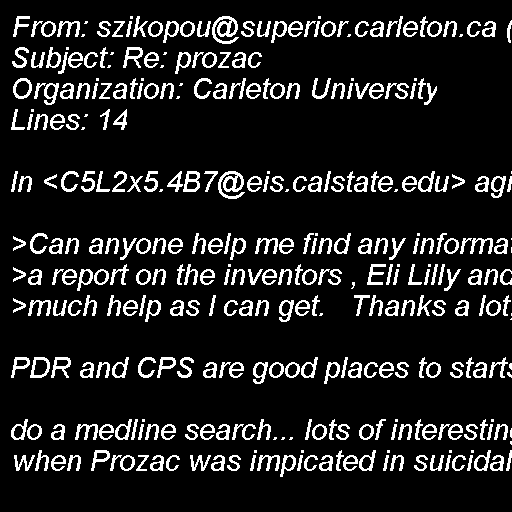 From: szikopou@superior.carleton.ca (
Subject: Re: prozac
Organization: Carleton University
Lines: 14
In <C5L2x5.4B7@eis.calstate.edu> agi
>Can anyone help me find any informat
>a report on the inventors , Eli Lilly and
>much help as I can get.   Thanks a lot,
PDR and CPS are good places to starts
do a medline search... lots of interesting
when Prozac was impicated in suicidal